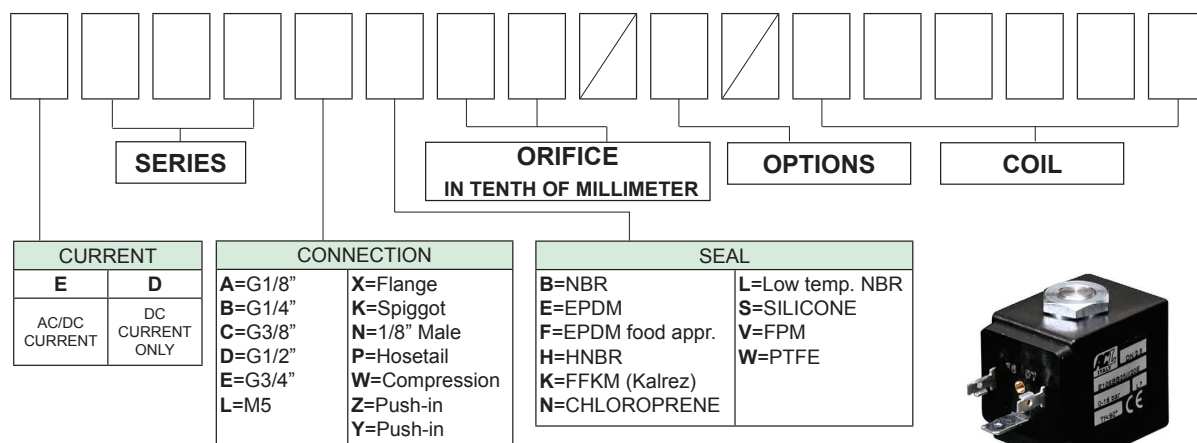 SERIES
ORIFICE
IN TENTH OF MILLIMETER
OPTIONS
COIL
CURRENT
E D
AC/DC
CURRENT
DC
CURRENT
ONLY
CONNECTION
A=G1/8”
B=G1/4”
C=G3/8”
D=G1/2”
E=G3/4”
L=M5
X=Flange
K=Spiggot
N=1/8” Male
P=Hosetail
W=Compression
Z=Push-in
Y=Push-in
SEAL
B=NBR
E=EPDM
F=EPDM food appr.
H=HNBR
K=FFKM (Kalrez)
N=CHLOROPRENE
L=Low temp. NBR
S=SILICONE
V=FPM
W=PTFE
ACL
ITALY
CE